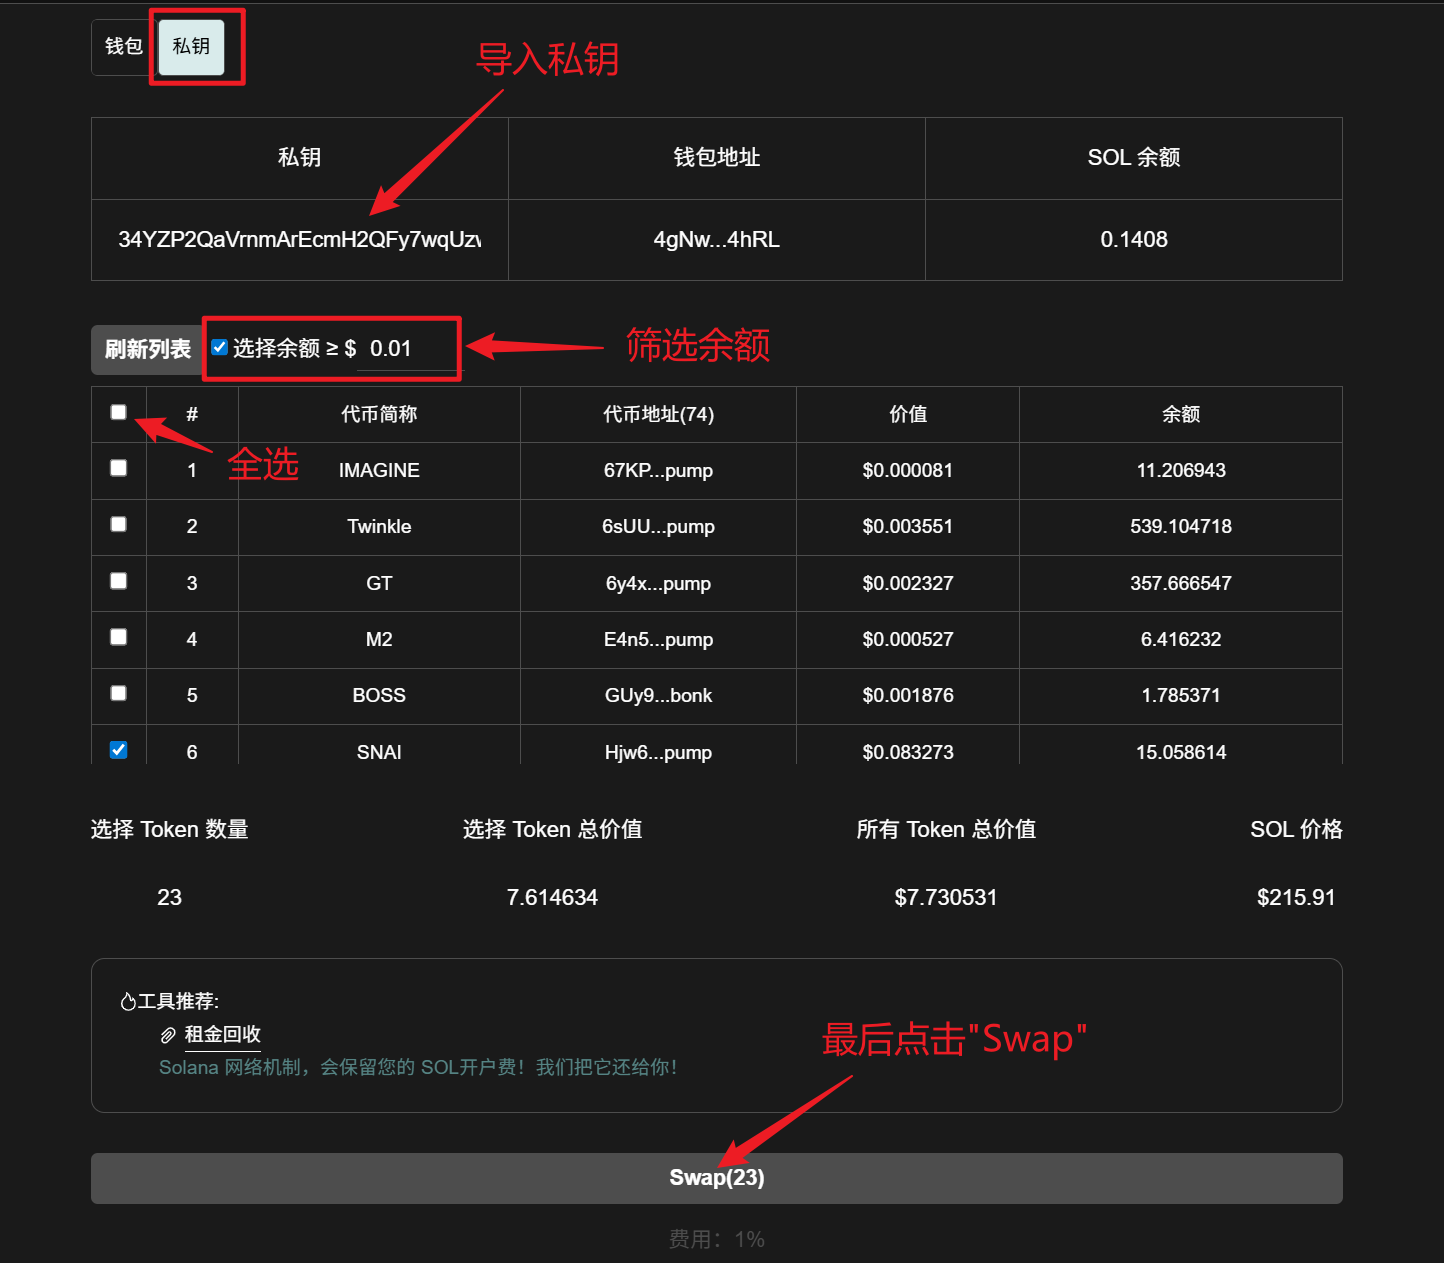 钱包 私钥
导入私钥
私钥 钱包地址 SOL 余额
34YZP2QaVrnmArEcmH2QFy7wqUzv 4gNw...4hRL 0.1408
刷新列表 选择余额 ≥ $ 0.01 筛选余额
# 代币简称 代币地址(74) 价值 余额
全选
1 IMAGINE 67KP...pump $0.000081 11.206943
2 Twinkle 6sUU...pump $0.003551 539.104718
3 GT 6y4x...pump $0.002327 357.666547
4 M2 E4n5...pump $0.000527 6.416232
5 BOSS GUy9...bonk $0.001876 1.785371
6 SNAI Hjw6...pump $0.083273 15.058614
选择 Token 数量 选择 Token 总价值 所有 Token 总价值 SOL 价格
23 7.614634 $7.730531 $215.91
工具推荐:
租金回收
Solana 网络机制，会保留您的 SOL开户费！我们把它还给你！
最后点击"Swap"
Swap(23)
费用：1%